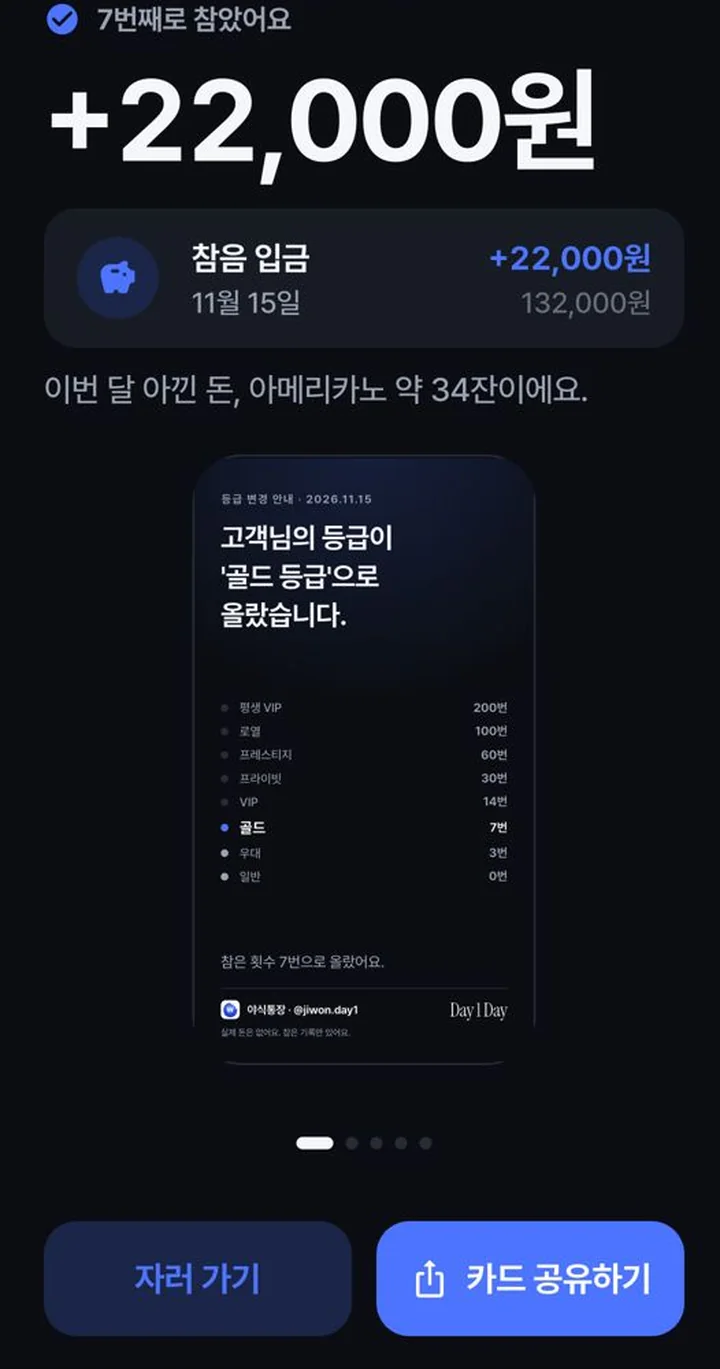 7번째로 참았어요
+22,000원
참음 입금 +22,000원
11월 15일 132,000원
이번 달 아낀 돈, 아메리카노 약 34잔이에요.
등급 변경 안내 · 2026.11.15
고객님의 등급이
'골드 등급'으로
올랐습니다.
평생 VIP 200번
로열 100번
프레스티지 60번
프라이빗 30번
VIP 14번
골드 7번
우대 3번
일반 0번
참은 횟수 7번으로 올랐어요.
야식통장 · @jiwon.day1 Day1Day
실제 돈은 없어요. 참은 기록만 있어요.
자러 가기 카드 공유하기